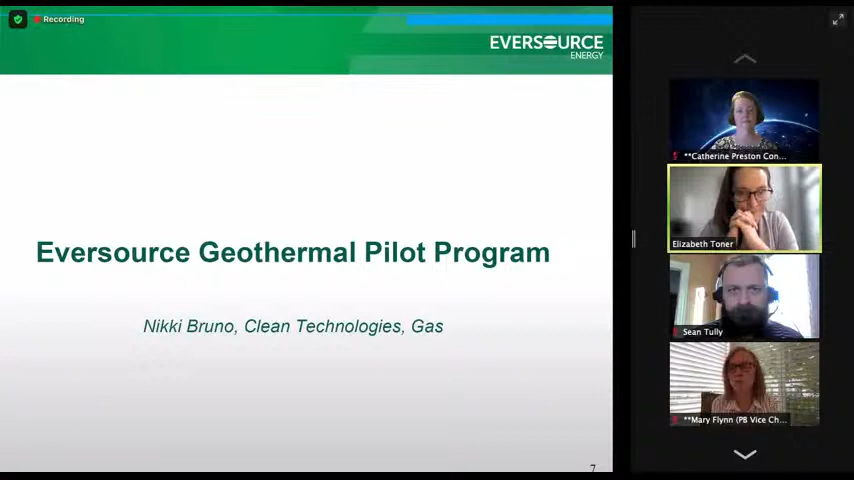 Recording
EVERSOURCE
ENERGY
Eversource Geothermal Pilot Program
Nikki Bruno, Clean Technologies, Gas
7
**Catherine Preston Con...
Elizabeth Toner
Sean Tully
**Mary Flynn (PB Vice Ch...